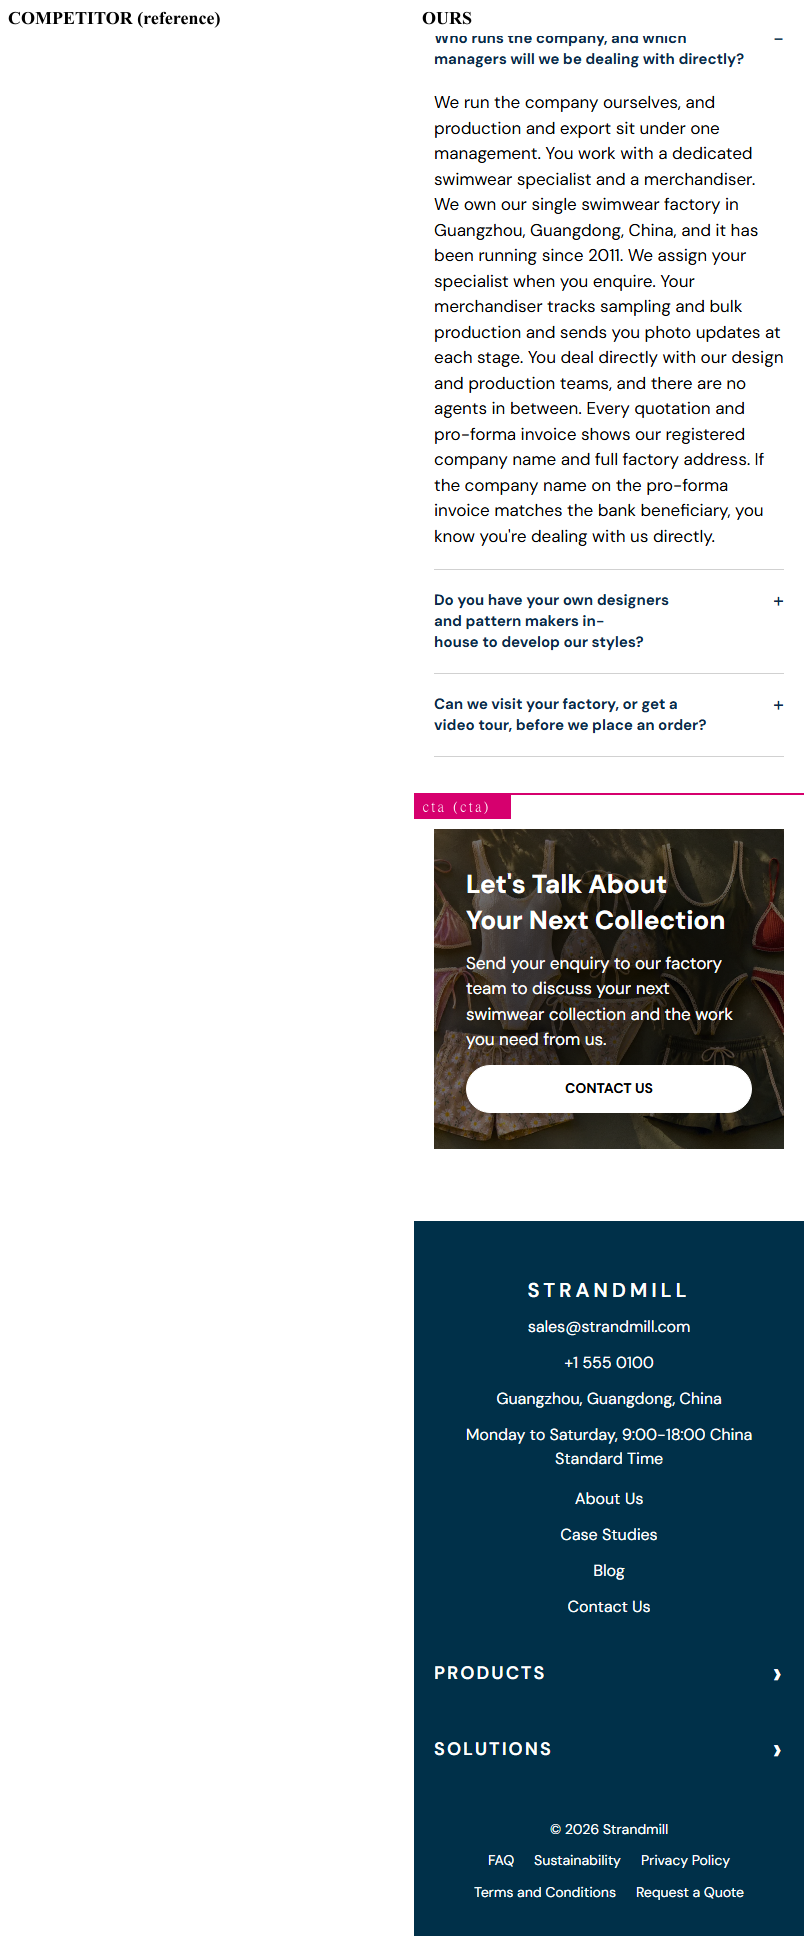 COMPETITOR (reference)
OURS
Who runs the company, and which
managers will we be dealing with directly?
–
We run the company ourselves, and
production and export sit under one
management. You work with a dedicated
swimwear specialist and a merchandiser.
We own our single swimwear factory in
Guangzhou, Guangdong, China, and it has
been running since 2011. We assign your
specialist when you enquire. Your
merchandiser tracks sampling and bulk
production and sends you photo updates at
each stage. You deal directly with our design
and production teams, and there are no
agents in between. Every quotation and
pro-forma invoice shows our registered
company name and full factory address. If
the company name on the pro-forma
invoice matches the bank beneficiary, you
know you're dealing with us directly.
Do you have your own designers
and pattern makers in-
house to develop our styles?
+
Can we visit your factory, or get a
video tour, before we place an order?
+
cta (cta)
Let's Talk About
Your Next Collection
Send your enquiry to our factory
team to discuss your next
swimwear collection and the work
you need from us.
CONTACT US
STRANDMILL
sales@strandmill.com
+1 555 0100
Guangzhou, Guangdong, China
Monday to Saturday, 9:00-18:00 China
Standard Time
About Us
Case Studies
Blog
Contact Us
PRODUCTS ›
SOLUTIONS ›
© 2026 Strandmill
FAQ Sustainability Privacy Policy
Terms and Conditions Request a Quote